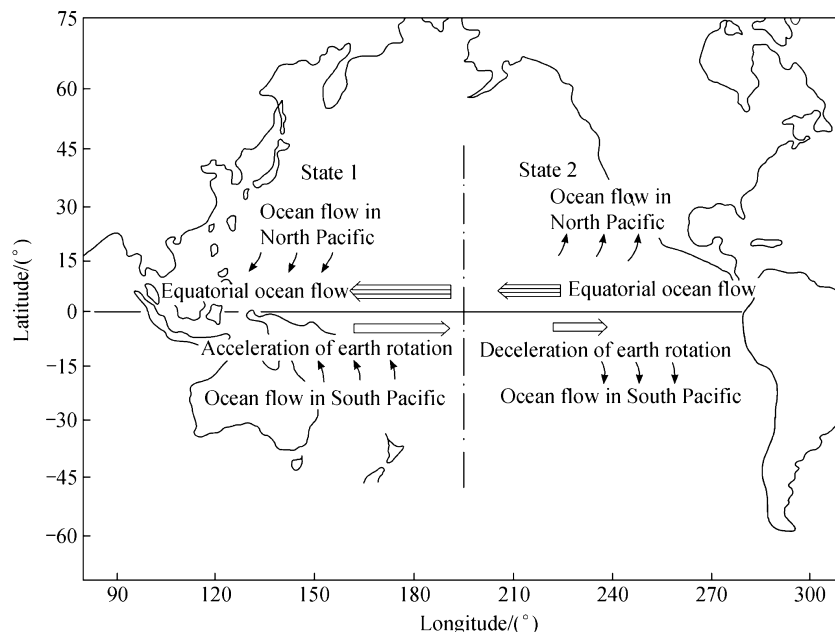 75
60
45
30
15
0
−15
−30
−45
−60
Latitude/(°)
State 1
Ocean flow in
North Pacific
Equatorial ocean flow
Acceleration of earth rotation
Ocean flow in South Pacific
State 2
Ocean flow in
North Pacific
Equatorial ocean flow
Deceleration of earth rotation
Ocean flow in South Pacific
90
120
150
180
210
240
270
300
Longitude/(°)